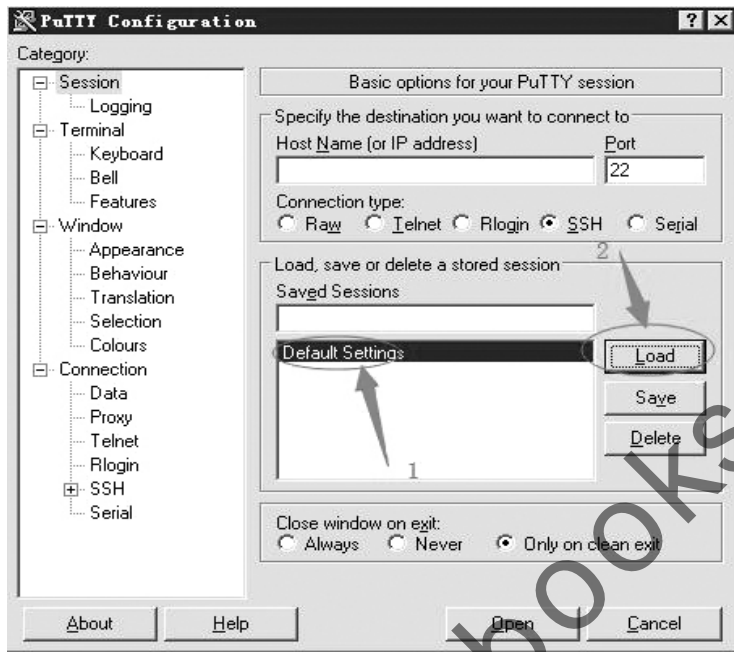 PuTTY Configuration
Category:
Session
Logging
Terminal
Keyboard
Bell
Features
Window
Appearance
Behaviour
Translation
Selection
Colours
Connection
Data
Proxy
Telnet
Rlogin
SSH
Serial
Basic options for your PuTTY session
Specify the destination you want to connect to
Host Name (or IP address) Port
22
Connection type:
Raw Telnet Rlogin SSH Serial
2
Load, save or delete a stored session
Saved Sessions
Default Settings
Load
Save
Delete
1
Close window on exit:
Always Never Only on clean exit
About Help Open Cancel
books